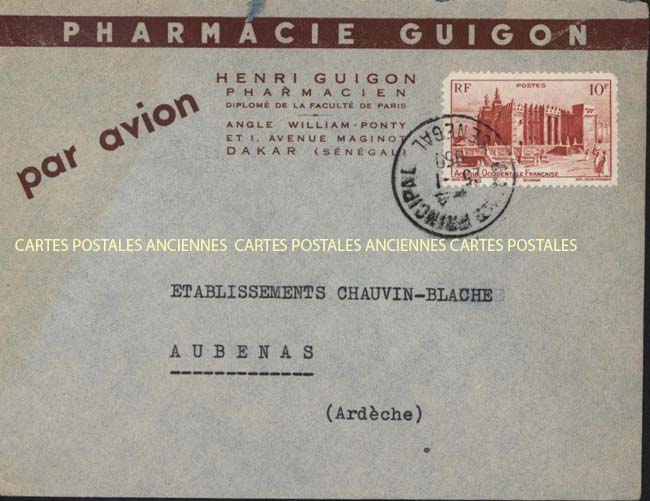 PHARMACIE GUIGON
HENRI GUIGON
PHARMACIEN
DIPLOMÉ DE LA FACULTÉ DE PARIS
ANGLE WILLIAM-PONTY
ET 1, AVENUE MAGINOT
DAKAR (SÉNÉGAL)
par avion
RF POSTES 10F
AFRIQUE OCCIDENTALE FRANÇAISE
PRINCIPAL
SENEGAL
CARTES POSTALES ANCIENNES CARTES POSTALES ANCIENNES CARTES POSTALES
ETABLISSEMENTS CHAUVIN-BLACHE
AUBENAS
(Ardèche)